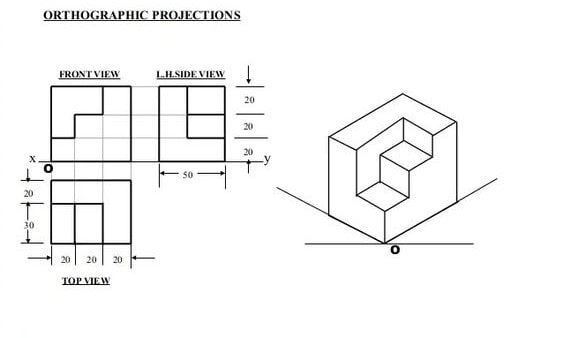 ORTHOGRAPHIC PROJECTIONS
FRONT VIEW
L.H.SIDE VIEW
20
20
20
X
y
O
50
20
30
20
20
20
TOP VIEW
O